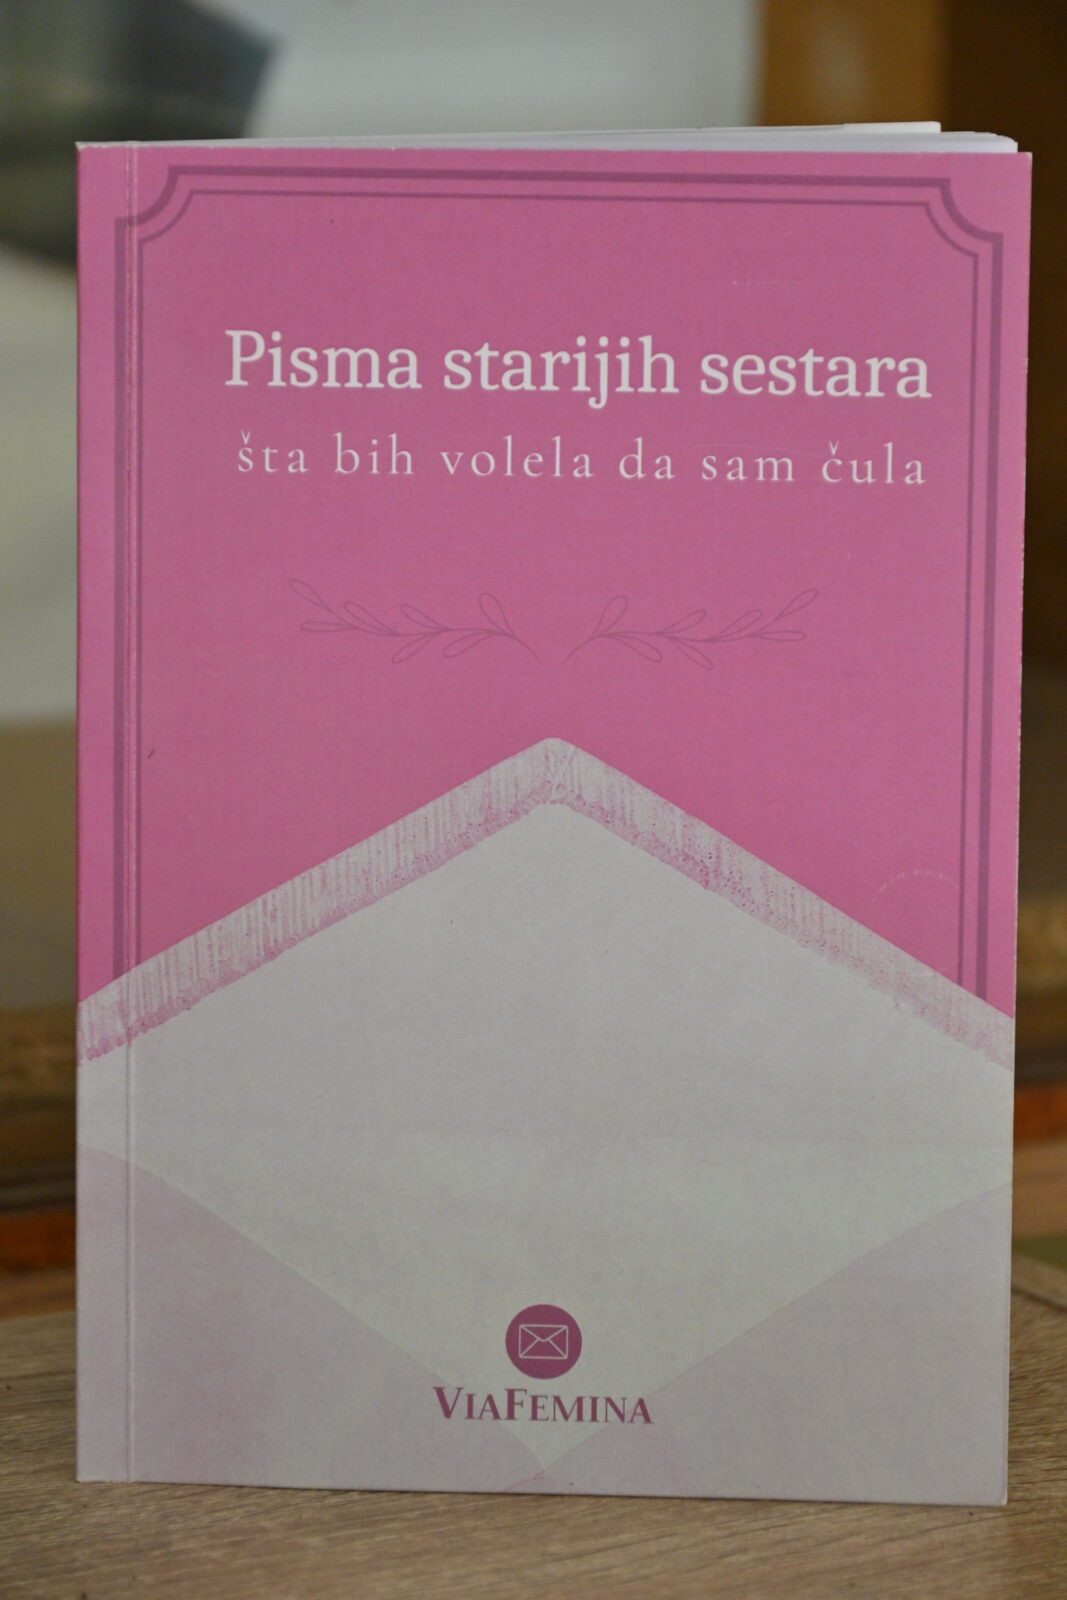 Pisma starijih sestara
šta bih volela da sam čula
VIAFEMINA